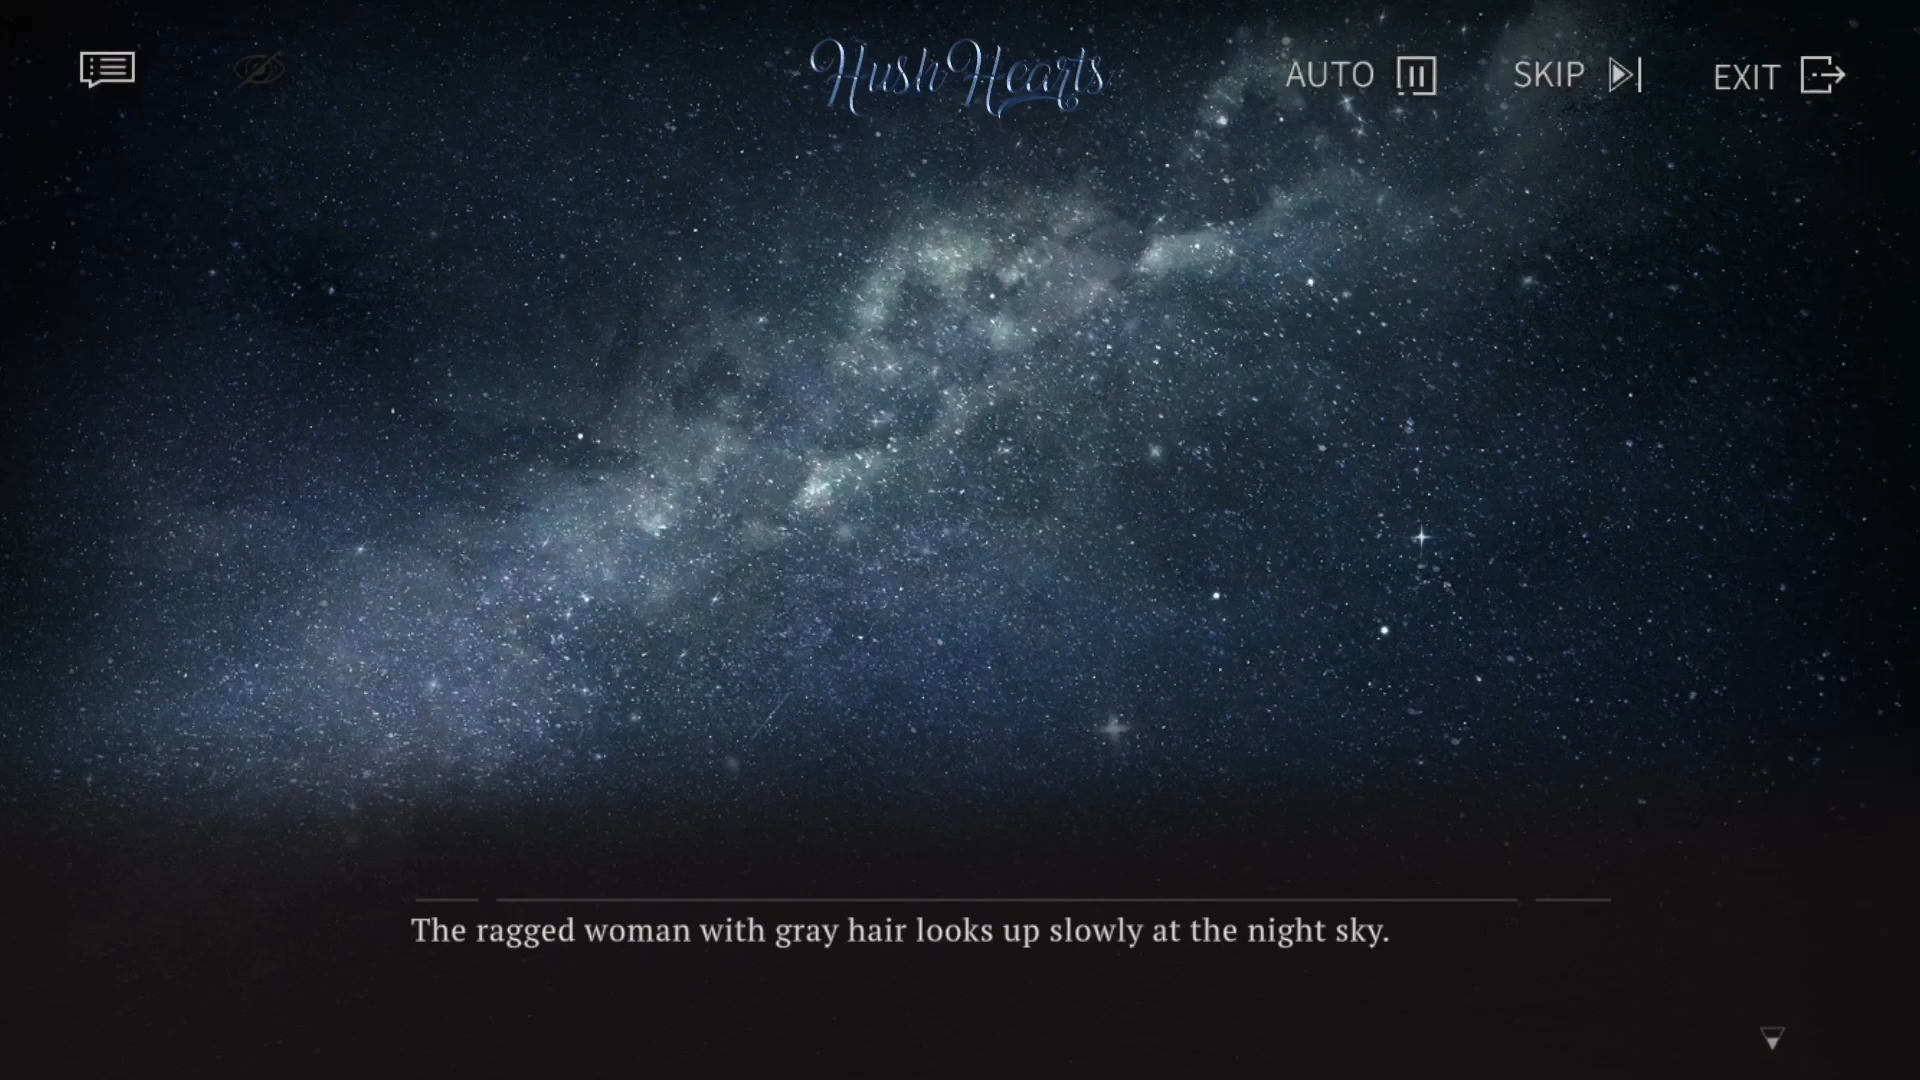 Hush Hearts
AUTO
SKIP
EXIT
The ragged woman with gray hair looks up slowly at the night sky.